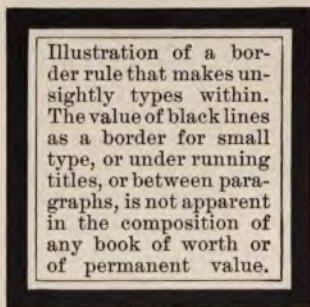 Illustration of a bor-
der rule that makes un-
sightly types within.
The value of black lines
as a border for small
type, or under running
titles, or between para-
graphs, is not apparent
in the composition of
any book of worth or
of permanent value.